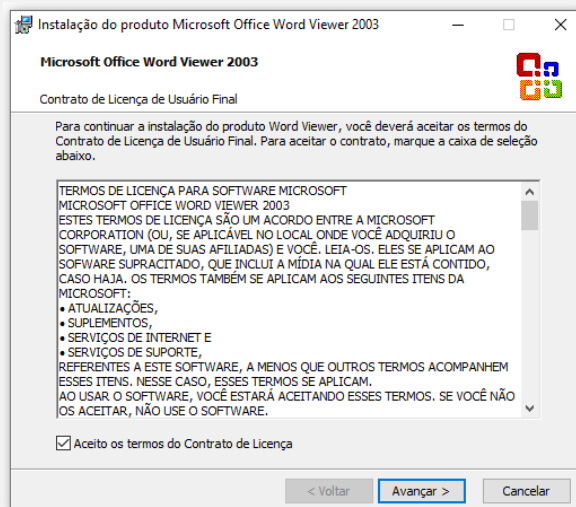 Instalação do produto Microsoft Office Word Viewer 2003
Microsoft Office Word Viewer 2003
Contrato de Licença de Usuário Final
Para continuar a instalação do produto Word Viewer, você deverá aceitar os termos do
Contrato de Licença de Usuário Final. Para aceitar o contrato, marque a caixa de seleção
abaixo.
TERMOS DE LICENÇA PARA SOFTWARE MICROSOFT
MICROSOFT OFFICE WORD VIEWER 2003
ESTES TERMOS DE LICENÇA SÃO UM ACORDO ENTRE A MICROSOFT
CORPORATION (OU, SE APLICÁVEL NO LOCAL ONDE VOCÊ ADQUIRIU O
SOFTWARE, UMA DE SUAS AFILIADAS) E VOCÊ. LEIA-OS. ELES SE APLICAM AO
SOFWARE SUPRACITADO, QUE INCLUI A MÍDIA NA QUAL ELE ESTÁ CONTIDO,
CASO HAJA. OS TERMOS TAMBÉM SE APLICAM AOS SEGUINTES ITENS DA
MICROSOFT:
• ATUALIZAÇÕES,
• SUPLEMENTOS,
• SERVIÇOS DE INTERNET E
• SERVIÇOS DE SUPORTE,
REFERENTES A ESTE SOFTWARE, A MENOS QUE OUTROS TERMOS ACOMPANHEM
ESSES ITENS. NESSE CASO, ESSES TERMOS SE APLICAM.
AO USAR O SOFTWARE, VOCÊ ESTARÁ ACEITANDO ESSES TERMOS. SE VOCÊ NÃO
OS ACEITAR, NÃO USE O SOFTWARE.
Aceito os termos do Contrato de Licença
< Voltar
Avançar >
Cancelar